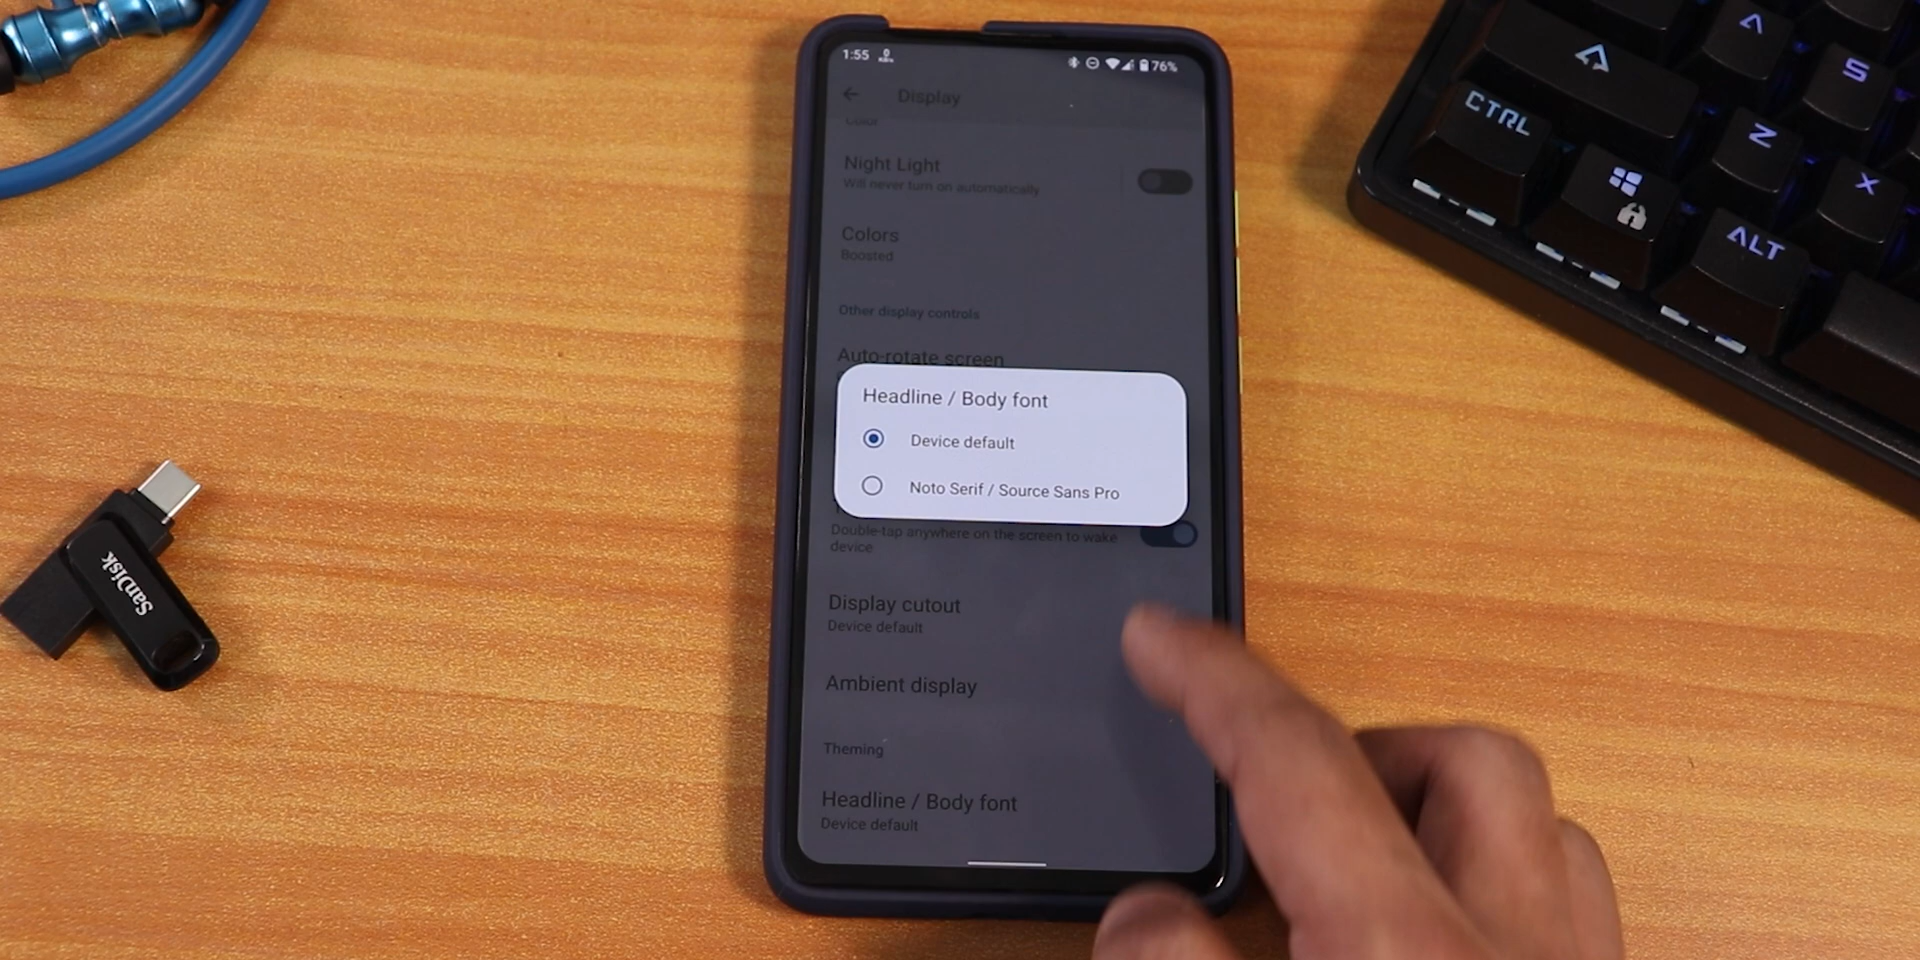 1:55
76%
Display
Color
Night Light
Will never turn on automatically
Colors
Boosted
Other display controls
Auto-rotate screen
Headline / Body font
Device default
Noto Serif / Source Sans Pro
Double-tap anywhere on the screen to wake
device
Display cutout
Device default
Ambient display
Theming
Headline / Body font
Device default
SanDisk
A
S
CTRL
Z
X
ALT